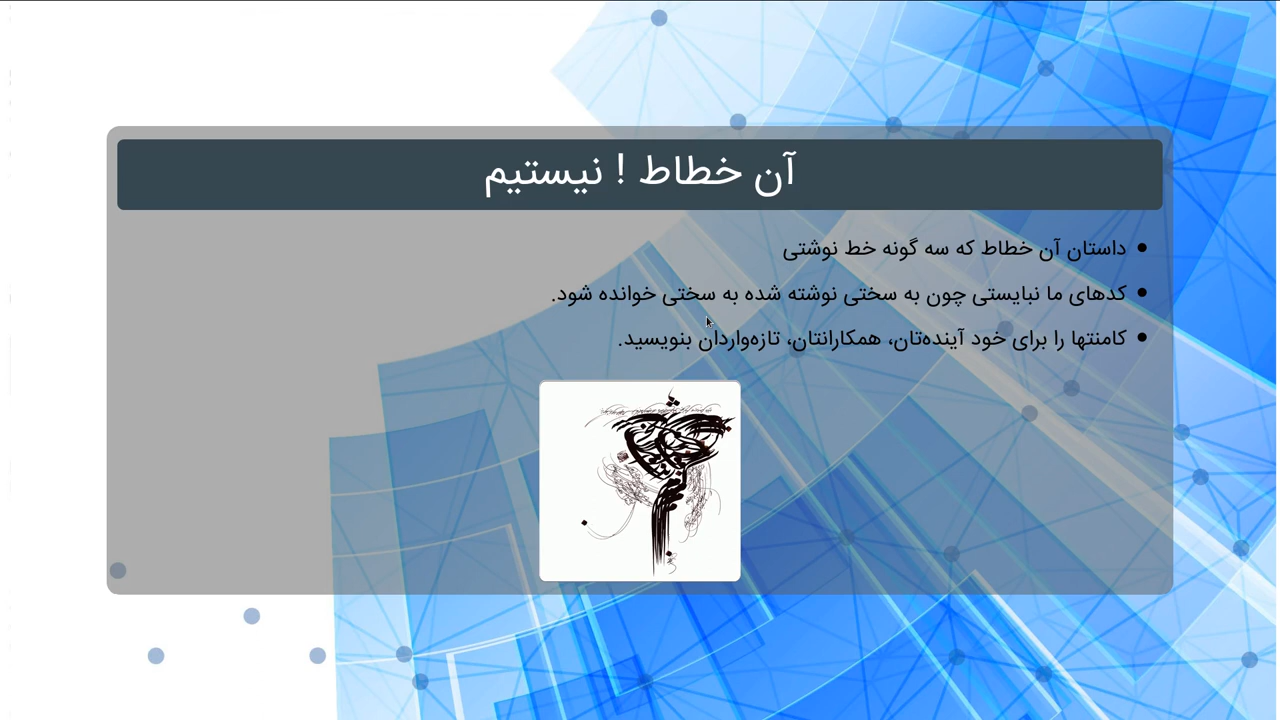 آن خطاط ! نیستیم
داستان آن خطاط که سه گونه خط نوشتی
کدهای ما نبایستی چون به سختی نوشته شده به سختی خوانده شود.
کامنتها را برای خود آینده‌تان، همکارانتان، تازه‌واردان بنویسید.